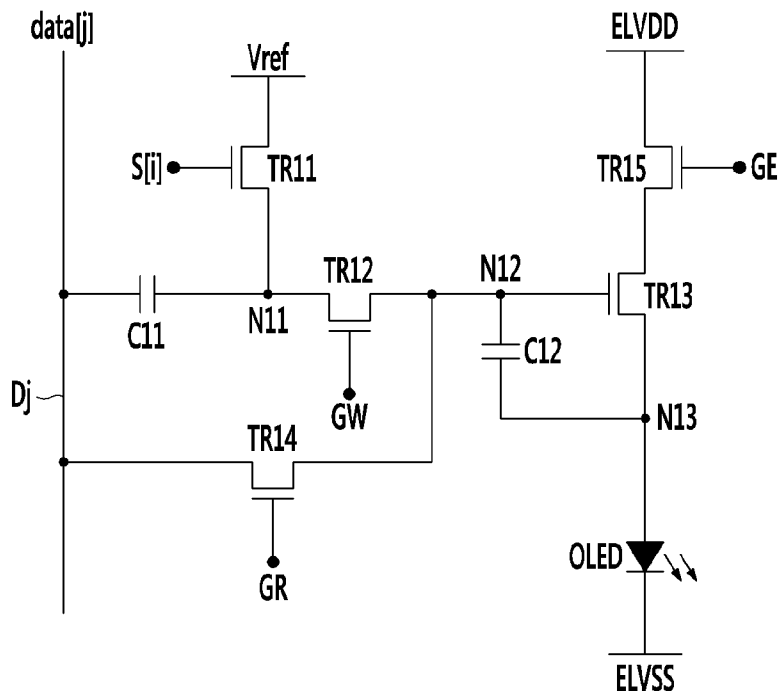 data[j]
Vref
ELVDD
S[i]
TR11
TR15
GE
TR12
N12
TR13
C11
N11
C12
Dj
GW
N13
TR14
OLED
GR
ELVSS